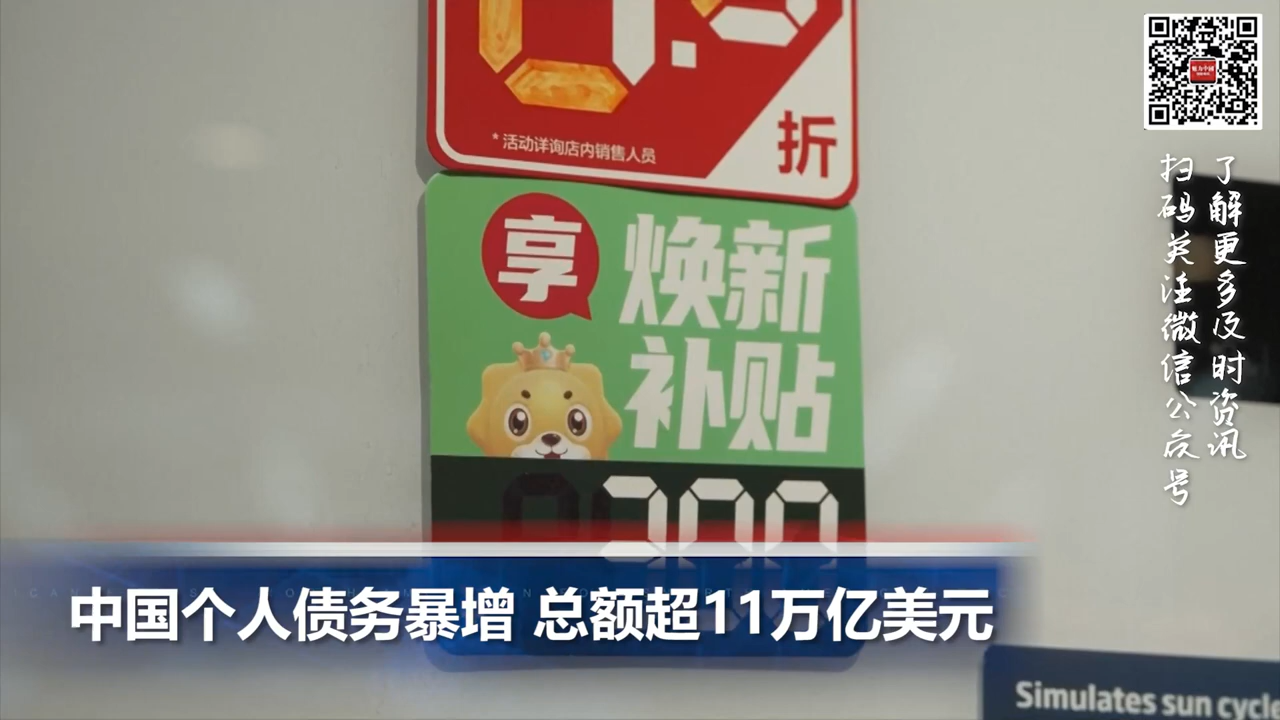 折
* 活动详询店内销售人员
享
焕新
补贴
300
了解更多及时资讯
扫码关注微信公众号
中国个人债务暴增 总额超11万亿美元
Simulates sun cycle